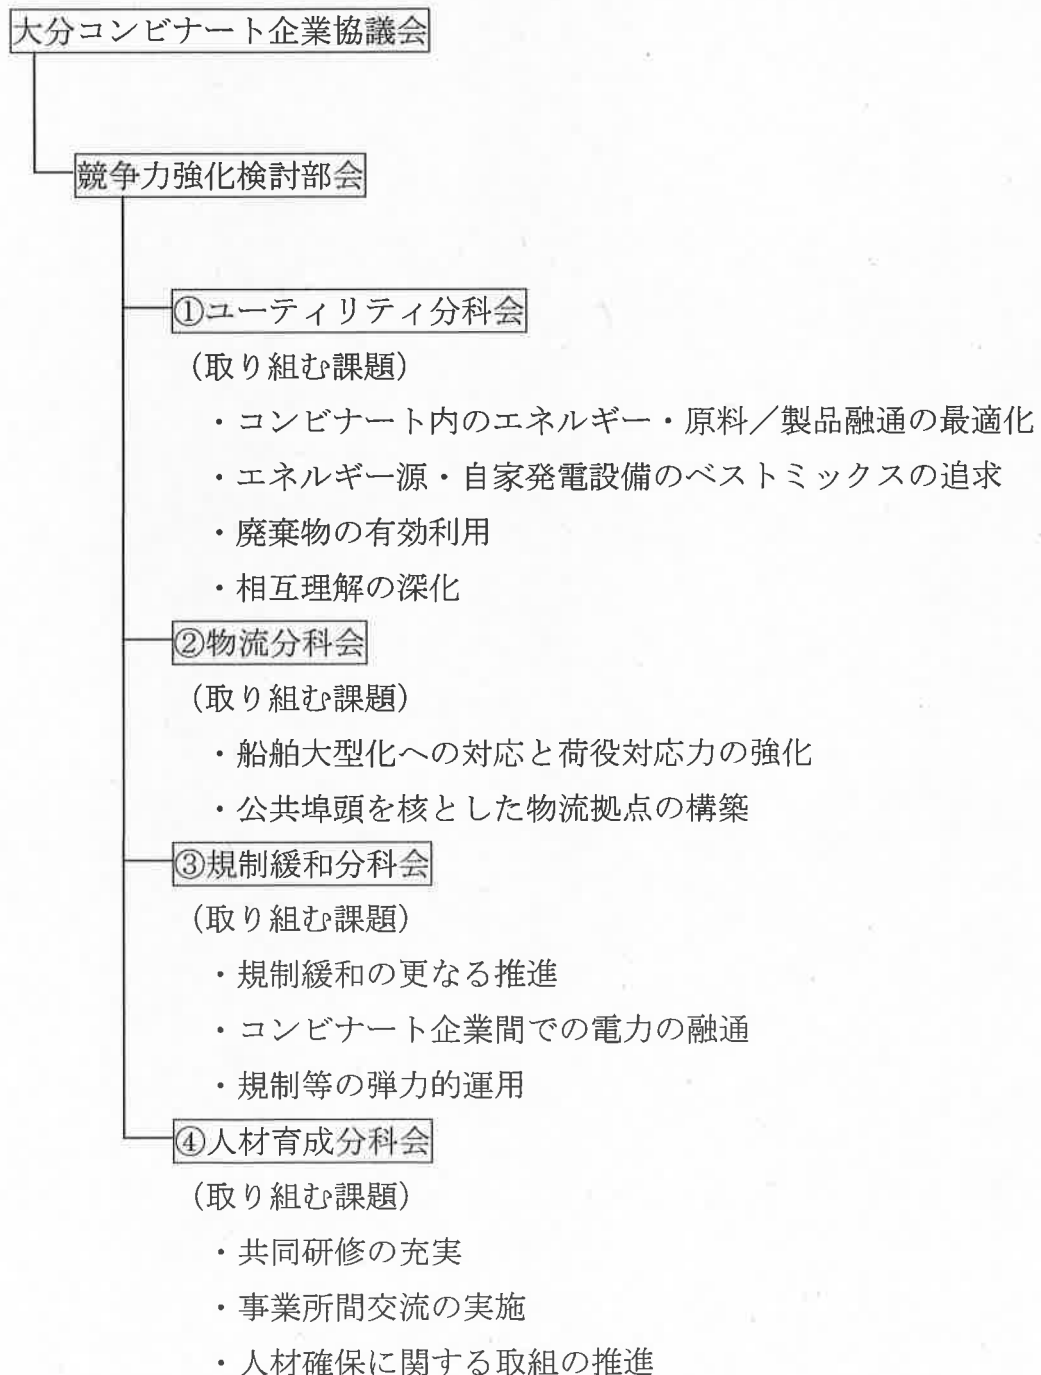 大分コンビナート企業協議会
競争力強化検討部会
①ユーティリティ分科会
(取り組む課題)
・コンビナート内のエネルギー・原料/製品融通の最適化
・エネルギー源・自家発電設備のベストミックスの追求
・廃棄物の有効利用
・相互理解の深化
②物流分科会
(取り組む課題)
・船舶大型化への対応と荷役対応力の強化
・公共埠頭を核とした物流拠点の構築
③規制緩和分科会
(取り組む課題)
・規制緩和の更なる推進
・コンビナート企業間での電力の融通
・規制等の弾力的運用
④人材育成分科会
(取り組む課題)
・共同研修の充実
・事業所間交流の実施
・人材確保に関する取組の推進